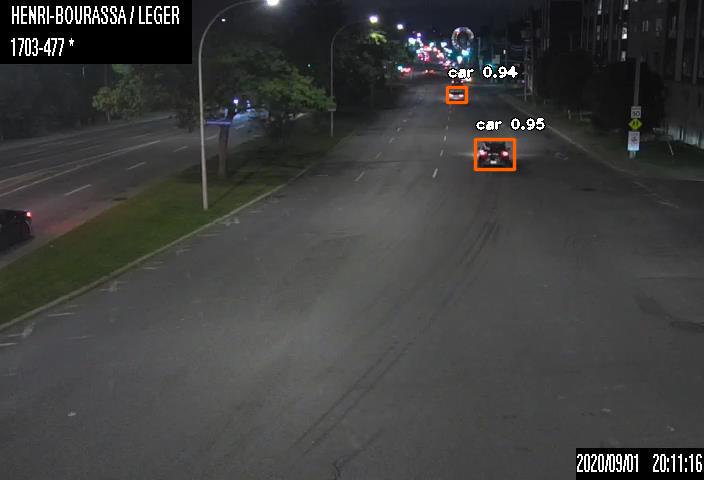 HENRI-BOURASSA / LEGER
1703-477 *
car 0.94
car 0.95
2020/09/01 20:11:16